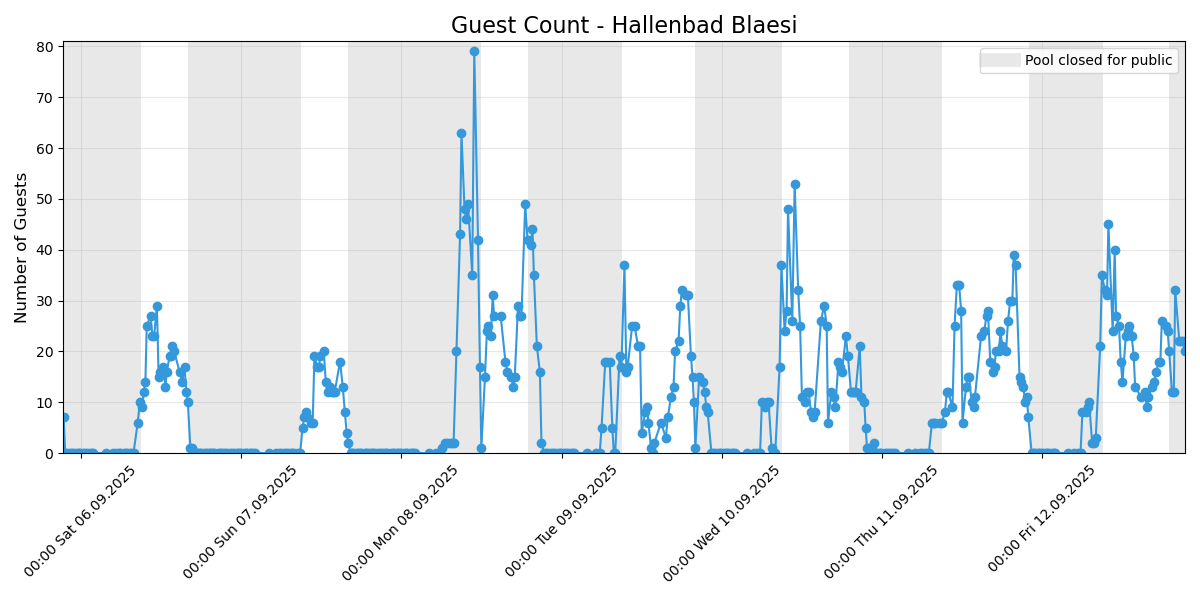 Guest Count - Hallenbad Blaesi
Pool closed for public
Number of Guests
80
70
60
50
40
30
20
10
0
00:00 Sat 06.09.2025
00:00 Sun 07.09.2025
00:00 Mon 08.09.2025
00:00 Tue 09.09.2025
00:00 Wed 10.09.2025
00:00 Thu 11.09.2025
00:00 Fri 12.09.2025